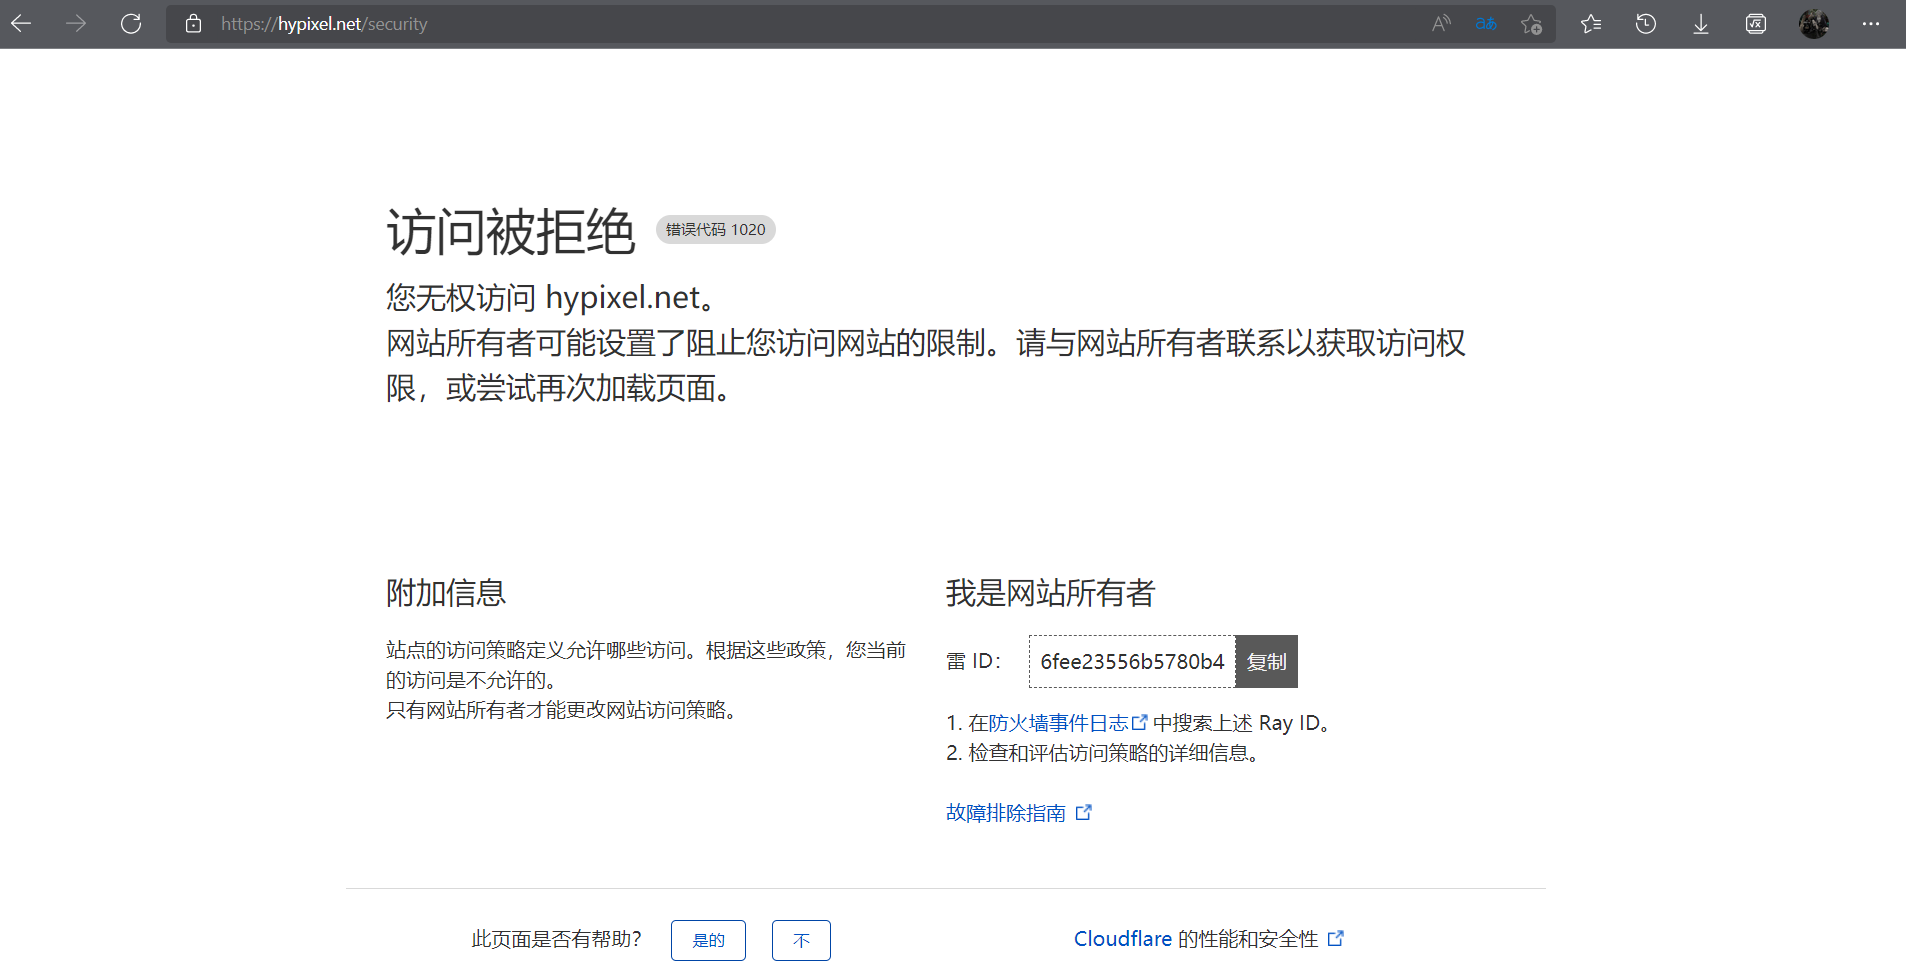 https://hypixel.net/security
访问被拒绝 错误代码 1020
您无权访问 hypixel.net。
网站所有者可能设置了阻止您访问网站的限制。请与网站所有者联系以获取访问权
限，或尝试再次加载页面。
附加信息
站点的访问策略定义允许哪些访问。根据这些政策，您当前
的访问是不允许的。
只有网站所有者才能更改网站访问策略。
我是网站所有者
雷 ID： 6fee23556b5780b4 复制
1. 在防火墙事件日志 中搜索上述 Ray ID。
2. 检查和评估访问策略的详细信息。
故障排除指南
此页面是否有帮助？ 是的 不
Cloudflare 的性能和安全性